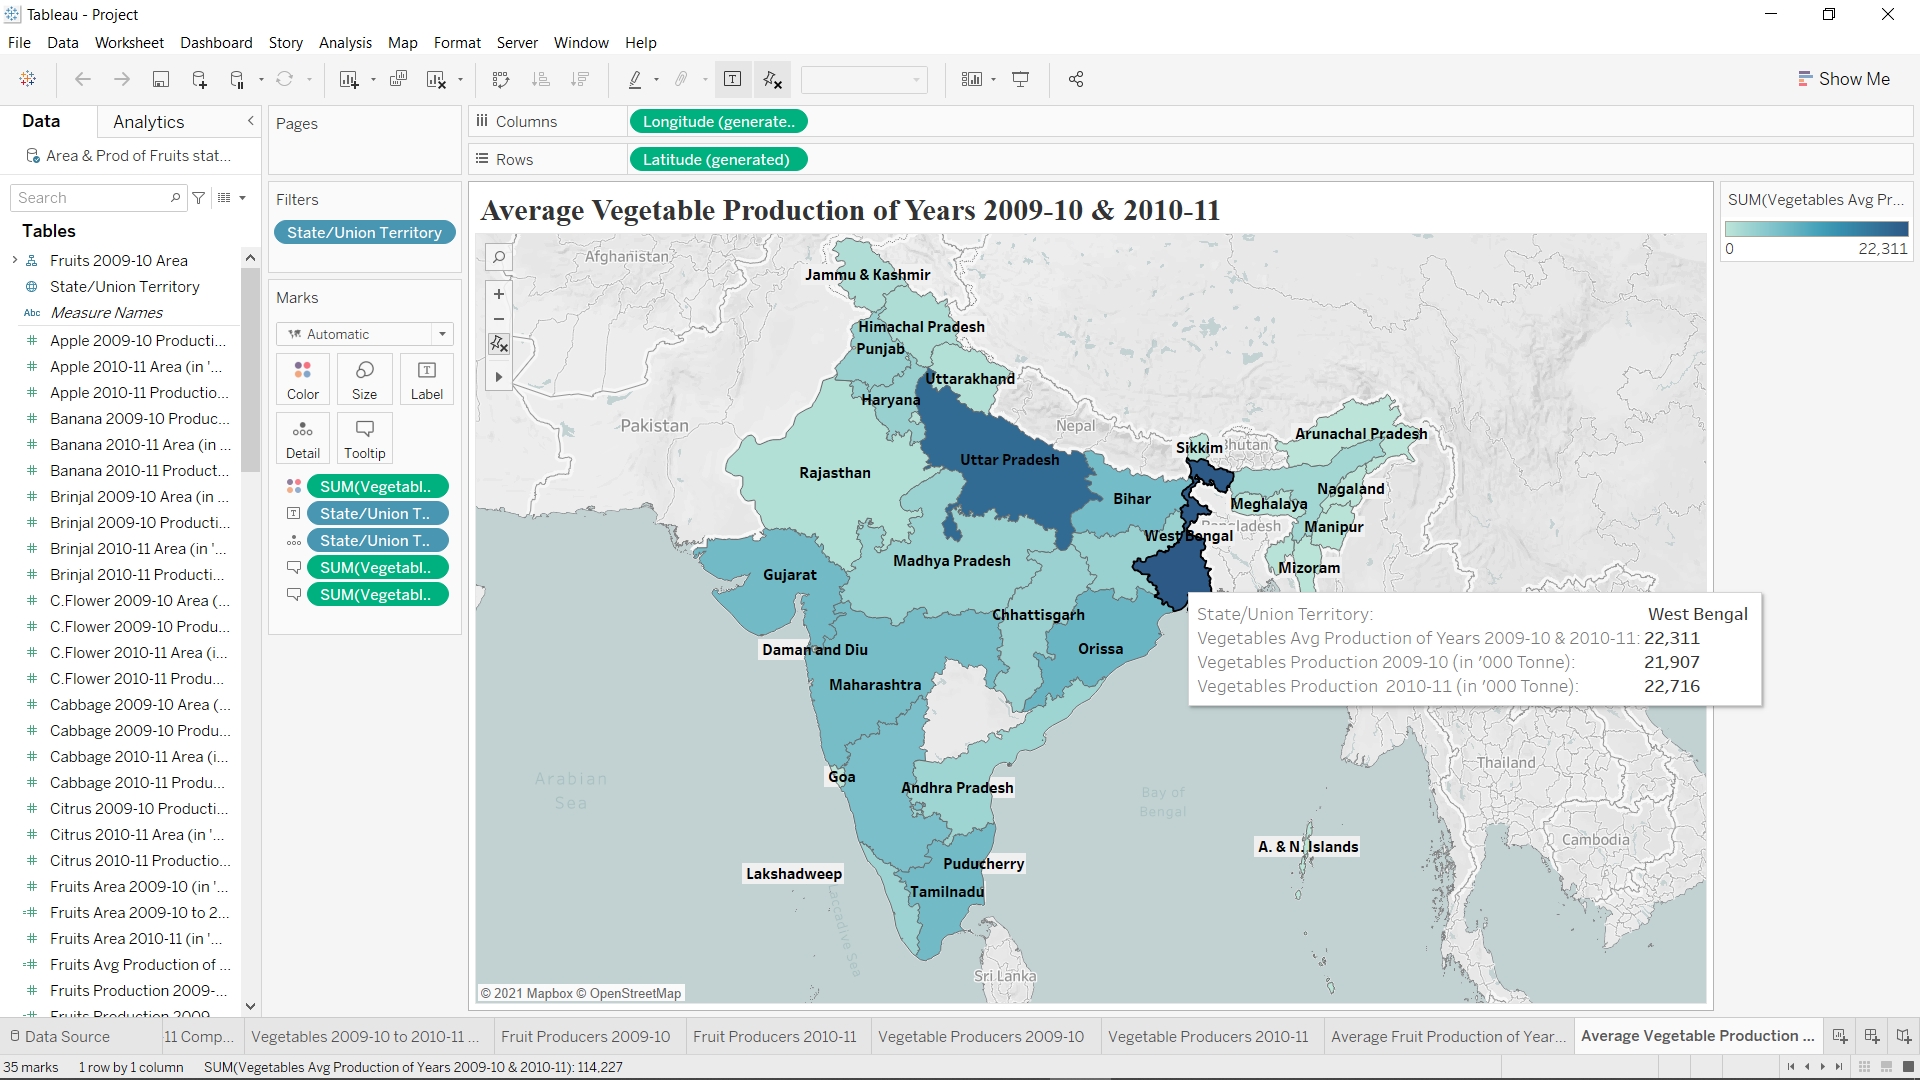 Tableau - Project
File Data Worksheet Dashboard Story Analysis Map Format Server Window Help
Show Me
Data Analytics
Area & Prod of Fruits stat...
Search
Tables
Fruits 2009-10 Area
State/Union Territory
Abc Measure Names
Apple 2009-10 Producti...
Apple 2010-11 Area (in '...
Apple 2010-11 Productio...
Banana 2009-10 Produc...
Banana 2010-11 Area (in ...
Banana 2010-11 Product...
Brinjal 2009-10 Area (in ...
Brinjal 2009-10 Producti...
Brinjal 2010-11 Area (in '...
Brinjal 2010-11 Producti...
C.Flower 2009-10 Area (...
C.Flower 2009-10 Produ...
C.Flower 2010-11 Area (i...
C.Flower 2010-11 Produ...
Cabbage 2009-10 Area (...
Cabbage 2009-10 Produ...
Cabbage 2010-11 Area (i...
Cabbage 2010-11 Produ...
Citrus 2009-10 Producti...
Citrus 2010-11 Area (in '...
Citrus 2010-11 Productio...
Fruits Area 2009-10 (in '...
Fruits Area 2009-10 to 2...
Fruits Area 2010-11 (in '...
Fruits Avg Production of ...
Fruits Production 2009-...
Fruits Production 2009
Pages
Filters
State/Union Territory
Marks
Automatic
Color Size Label
Detail Tooltip
SUM(Vegetabl..
State/Union T..
State/Union T..
SUM(Vegetabl..
SUM(Vegetabl..
Columns Longitude (generate..
Rows Latitude (generated)
Average Vegetable Production of Years 2009-10 & 2010-11
Afghanistan
Jammu & Kashmir
Himachal Pradesh
Punjab
Uttarakhand
Haryana
Pakistan
Nepal
Arunachal Pradesh
Sikkim
Bhutan
Uttar Pradesh
Rajasthan
Bihar
Nagaland
Meghalaya
Bangladesh
Manipur
West Bengal
Madhya Pradesh
Mizoram
Gujarat
Chhattisgarh
Orissa
Daman and Diu
Maharashtra
Arabian
Sea
Goa
Andhra Pradesh
Bay of
Bengal
Thailand
Cambodia
A. & N. Islands
Puducherry
Lakshadweep
Tamilnadu
Laccadive Sea
Sri Lanka
© 2021 Mapbox © OpenStreetMap
State/Union Territory: West Bengal
Vegetables Avg Production of Years 2009-10 & 2010-11: 22,311
Vegetables Production 2009-10 (in '000 Tonne): 21,907
Vegetables Production 2010-11 (in '000 Tonne): 22,716
SUM(Vegetables Avg Pr...
0 22,311
Data Source 11 Comp... Vegetables 2009-10 to 2010-11 ... Fruit Producers 2009-10 Fruit Producers 2010-11 Vegetable Producers 2009-10 Vegetable Producers 2010-11 Average Fruit Production of Year... Average Vegetable Production ...
35 marks 1 row by 1 column SUM(Vegetables Avg Production of Years 2009-10 & 2010-11): 114,227